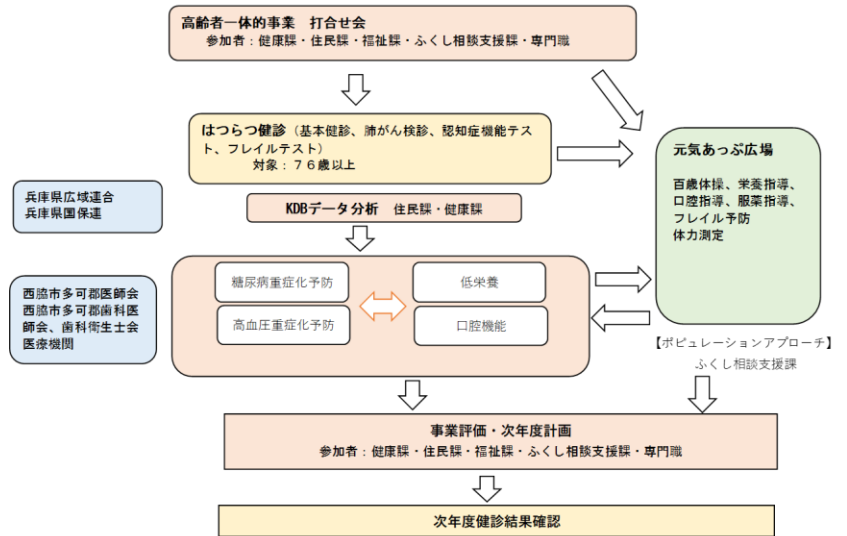 高齢者一体的事業　打合せ会
参加者：健康課・住民課・福祉課・ふくし相談支援課・専門職
はつらつ健診（基本健診、肺がん検診、認知症機能テス
ト、フレイルテスト）
対象：７６歳以上
元気あっぷ広場
百歳体操、栄養指導、
口腔指導、服薬指導、
フレイル予防
体力測定
兵庫県広域連合
兵庫県国保連
KDBデータ分析　住民課・健康課
西脇市多可郡医師会
西脇市多可郡歯科医
師会、歯科衛生士会
医療機関
糖尿病重症化予防
低栄養
高血圧重症化予防
口腔機能
【ポピュレーションアプローチ】
ふくし相談支援課
事業評価・次年度計画
参加者：健康課・住民課・福祉課・ふくし相談支援課・専門職
次年度健診結果確認